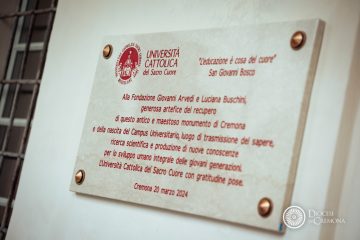 UNIVERSITÀ
CATTOLICA
del Sacro Cuore
"L'educazione è cosa del cuore"
San Giovanni Bosco
Alla Fondazione Giovanni Arvedi e Luciana Buschini,
generosa artefice del recupero
di questo antico e maestoso monumento di Cremona
e della nascita del Campus Universitario, luogo di trasmissione del sapere,
ricerca scientifica e produzione di nuove conoscenze
per lo sviluppo umano integrale delle giovani generazioni.
L'Università Cattolica del Sacro Cuore con gratitudine pose.
Cremona 20 marzo 2024
DIOCESI
DI CREMONA